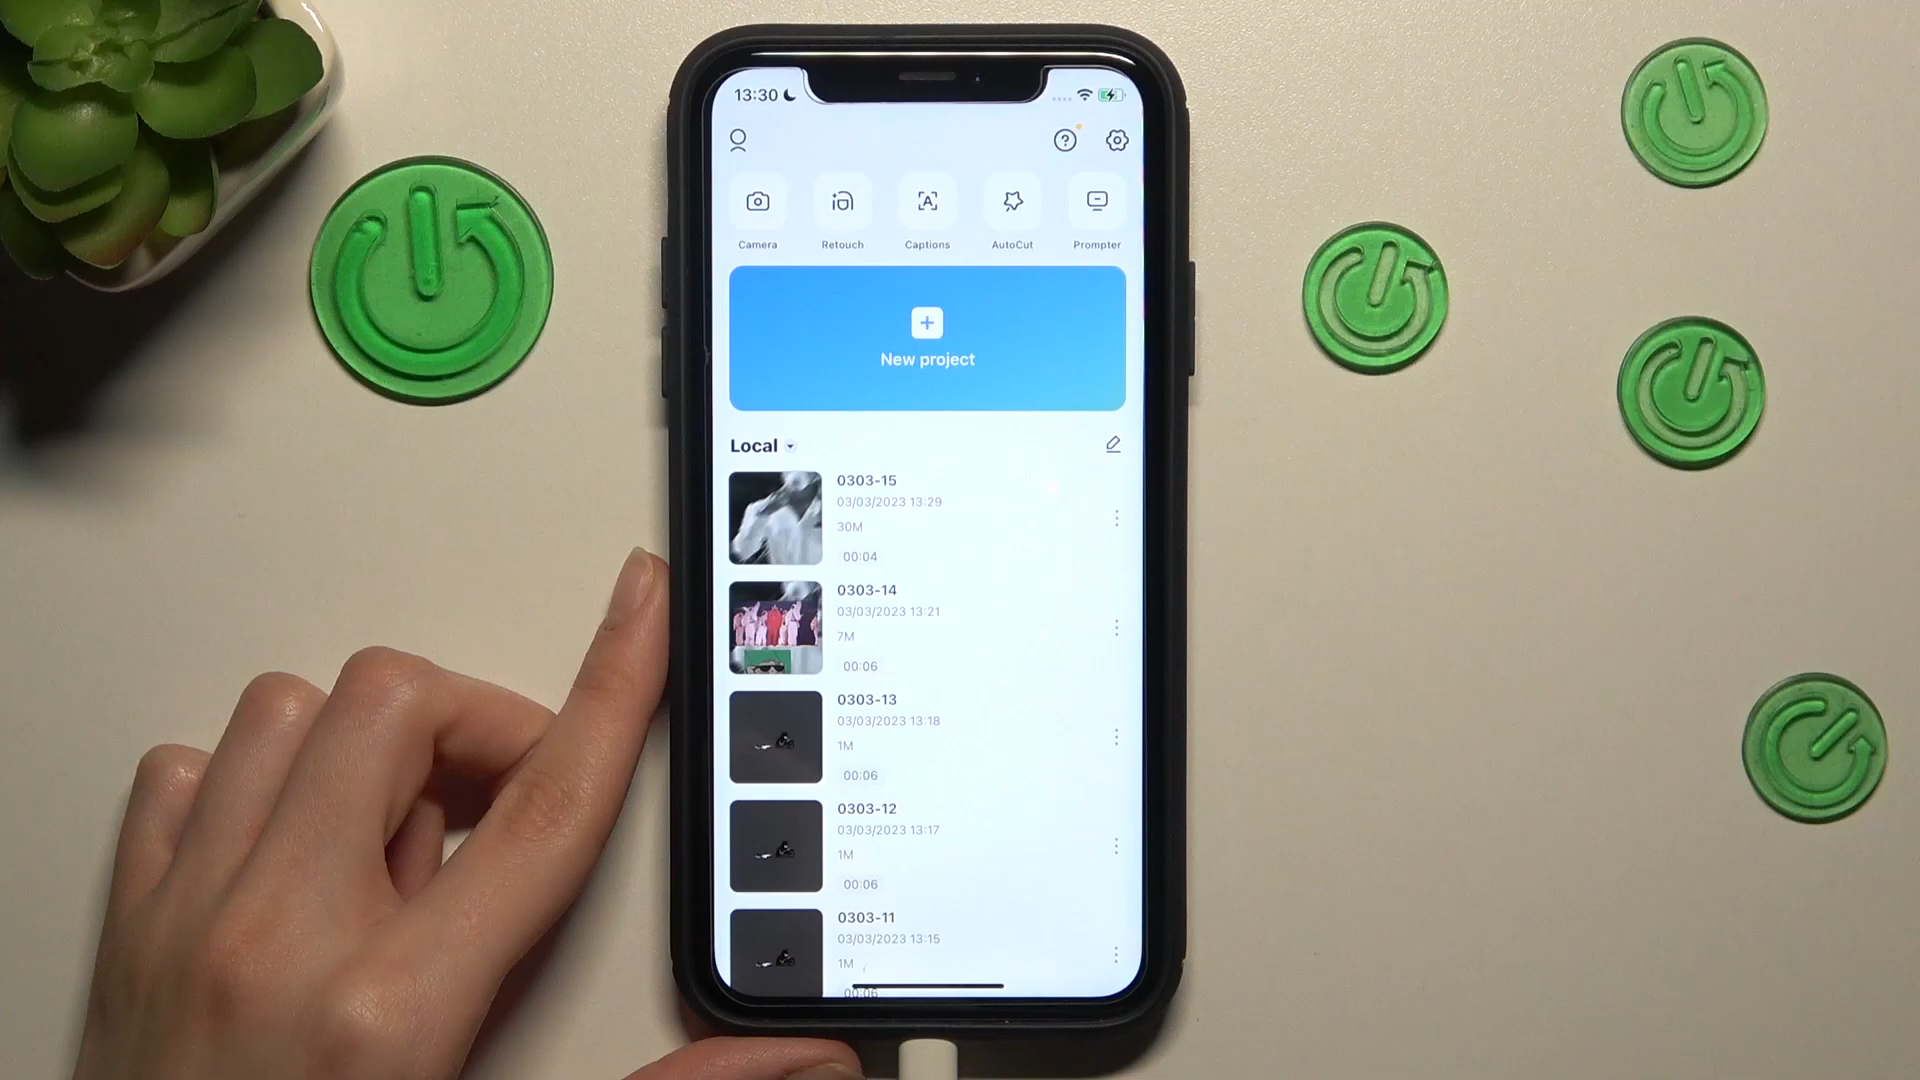 13:30
Camera
Retouch
Captions
AutoCut
Prompter
New project
Local
0303-15
03/03/2023 13:29
30M
00:04
0303-14
03/03/2023 13:21
7M
00:06
0303-13
03/03/2023 13:18
1M
00:06
0303-12
03/03/2023 13:17
1M
00:06
0303-11
03/03/2023 13:15
1M
00:06